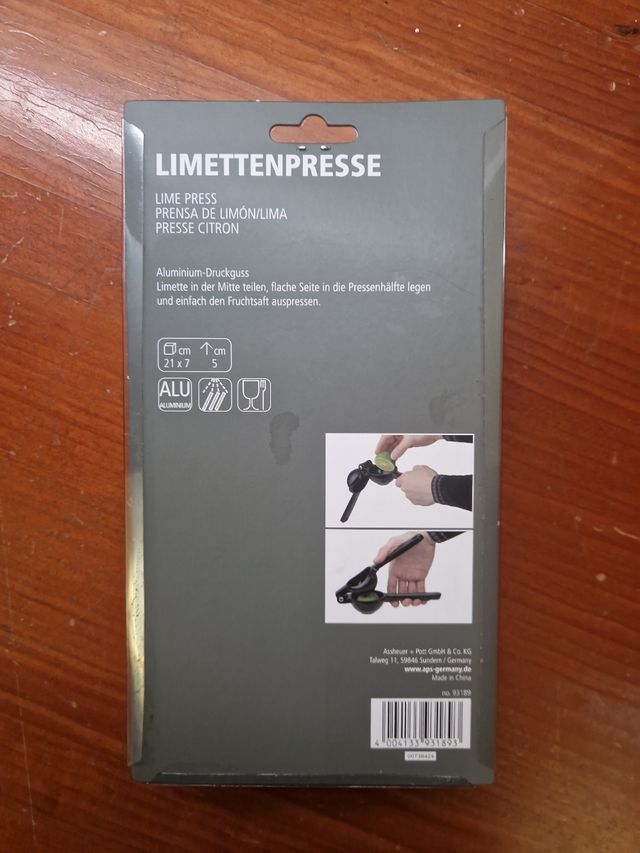 LIMETTENPRESSE
LIME PRESS
PRENSA DE LIMÓN/LIMA
PRESSE CITRON
Aluminium-Druckguss
Limette in der Mitte teilen, flache Seite in die Pressenhälfte legen
und einfach den Fruchtsaft auspressen.
cm cm
21 x 7 5
ALU
ALUMINIUM
Assheuer + Pott GmbH & Co. KG
Talweg 11, 59846 Sundern / Germany
www.aps-germany.de
Made in China
no. 93189
4 004133 931893
00738424